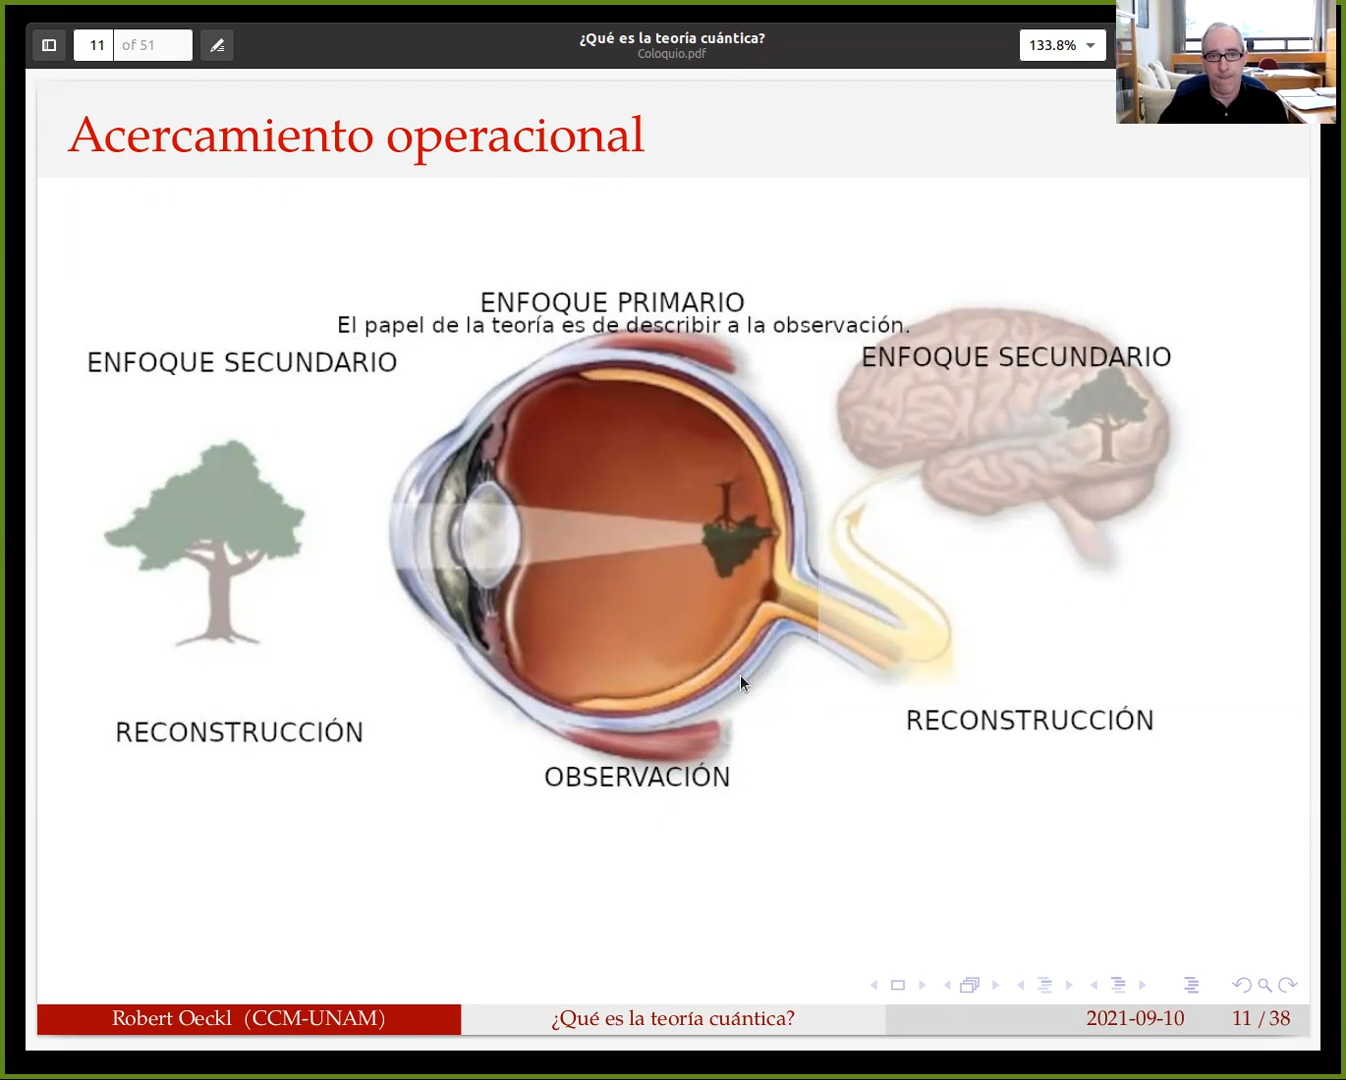 11 of 51
¿Qué es la teoría cuántica?
Coloquio.pdf
133.8%
Acercamiento operacional
ENFOQUE PRIMARIO
El papel de la teoría es de describir a la observación.
ENFOQUE SECUNDARIO
ENFOQUE SECUNDARIO
RECONSTRUCCIÓN
RECONSTRUCCIÓN
OBSERVACIÓN
Robert Oeckl (CCM-UNAM)
¿Qué es la teoría cuántica?
2021-09-10
11 / 38